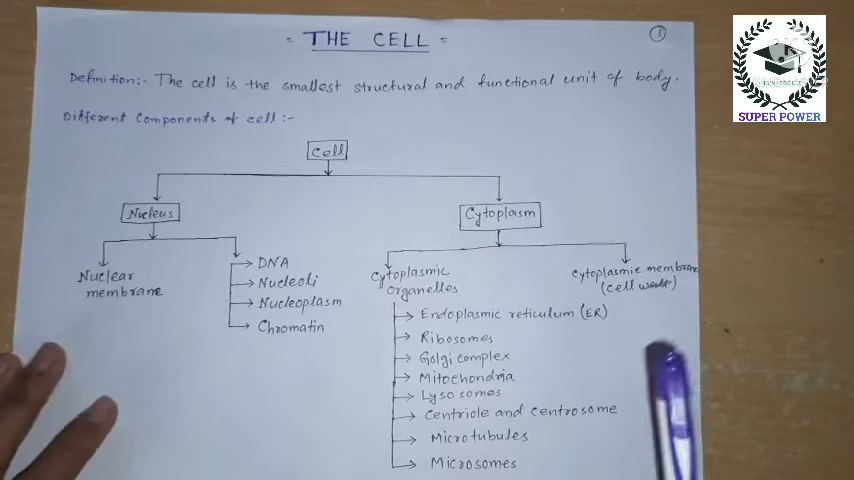 = THE CELL =
1
Definition:- The cell is the smallest structural and functional unit of body.
Different Components of cell :-
Cell
Nucleus
Cytoplasm
Nuclear membrane
DNA
Nucleoli
Nucleoplasm
Chromatin
Cytoplasmic organelles
Cytoplasmic membrane
(cell
Endoplasmic reticulum (ER)
Ribosomes
Golgi complex
Mitochondria
Lysosomes
Centriole and centrosome
Microtubules
Microsomes
SUPER POWER